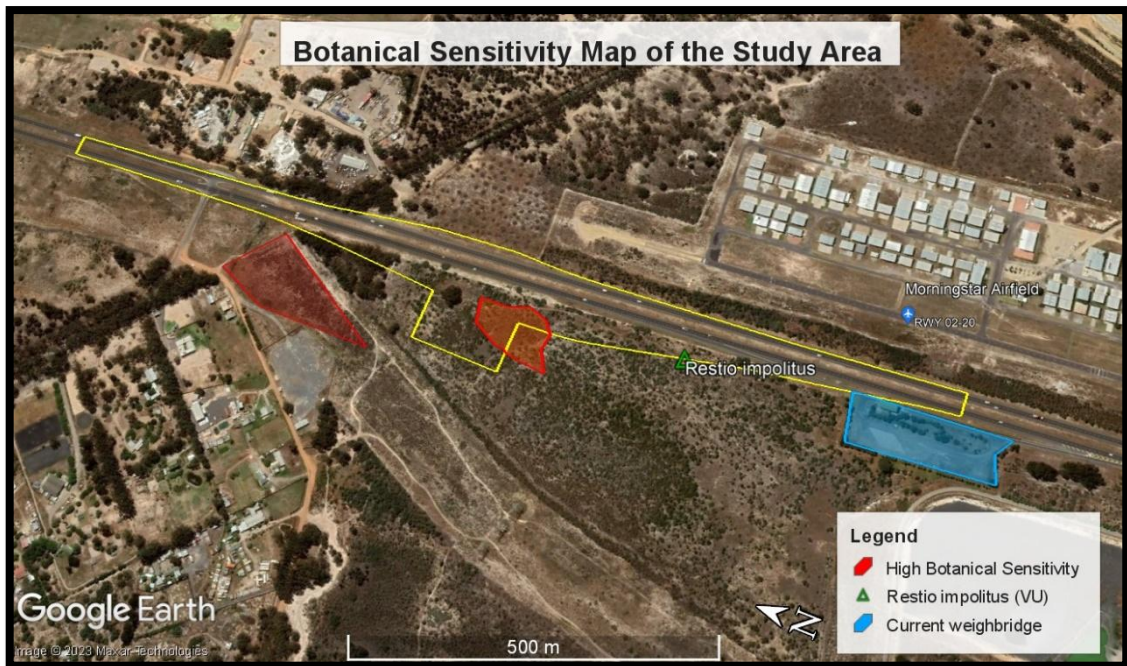 Botanical Sensitivity Map of the Study Area
Morningstar Airfield
RWY 02-20
Restio impolitus
Legend
High Botanical Sensitivity
Restio impolitus (VU)
Current weighbridge
N
Google Earth
Image © 2023 Maxar Technologies
500 m